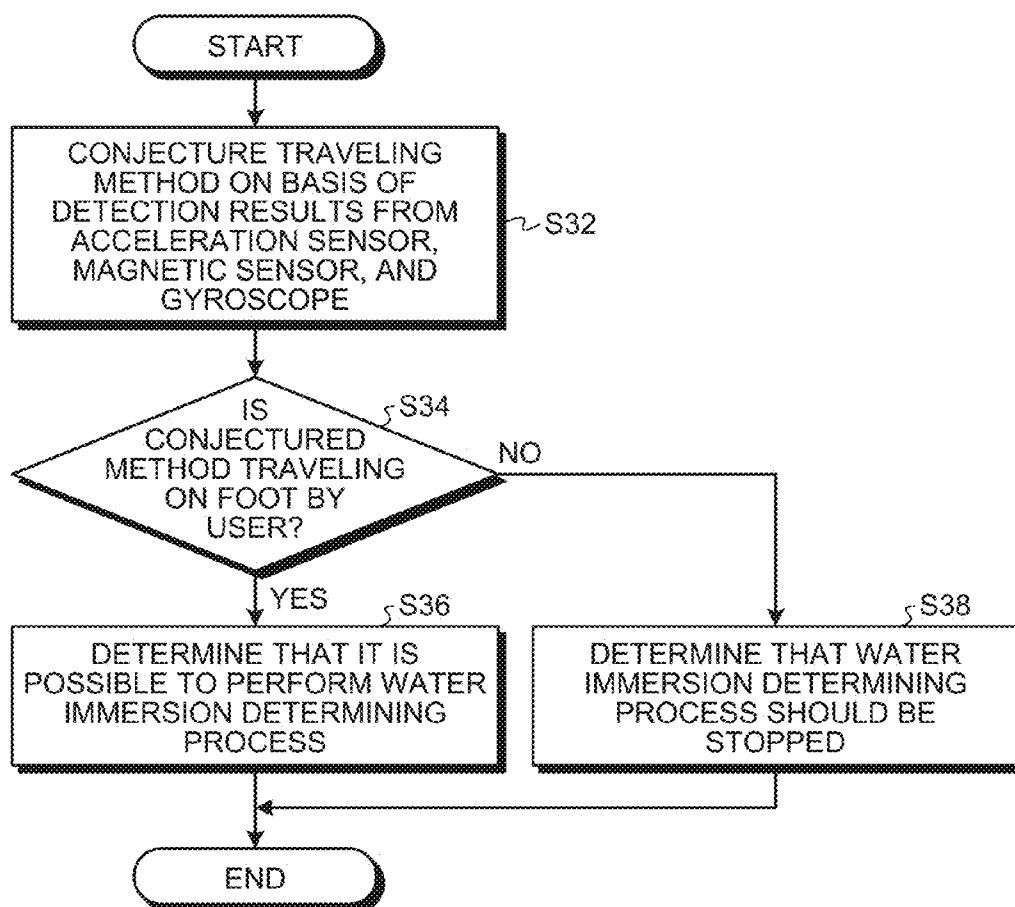 START
CONJECTURE TRAVELING
METHOD ON BASIS OF
DETECTION RESULTS FROM
ACCELERATION SENSOR,
MAGNETIC SENSOR, AND
GYROSCOPE
S32
IS
CONJECTURED
METHOD TRAVELING
ON FOOT BY
USER?
S34
NO
YES
S36
DETERMINE THAT IT IS
POSSIBLE TO PERFORM WATER
IMMERSION DETERMINING
PROCESS
S38
DETERMINE THAT WATER
IMMERSION DETERMINING
PROCESS SHOULD BE
STOPPED
END